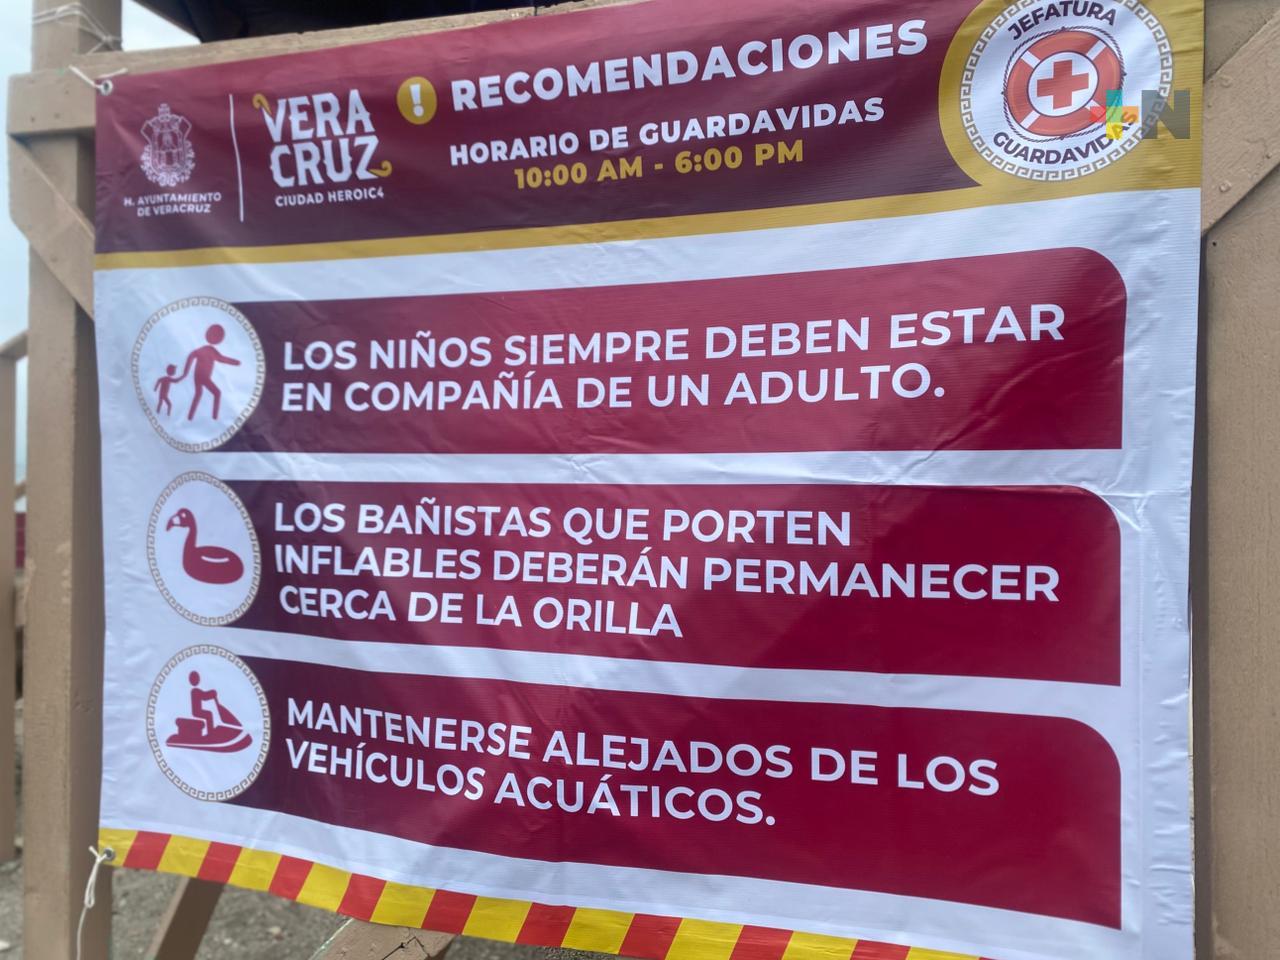 H. AYUNTAMIENTO
DE VERACRUZ
VERA
CRUZ
CIUDAD HEROIC4
! RECOMENDACIONES
HORARIO DE GUARDAVIDAS
10:00 AM - 6:00 PM
JEFATURA
GUARDAVIDAS
+N
LOS NIÑOS SIEMPRE DEBEN ESTAR
EN COMPAÑÍA DE UN ADULTO.
LOS BAÑISTAS QUE PORTEN
INFLABLES DEBERÁN PERMANECER
CERCA DE LA ORILLA
MANTENERSE ALEJADOS DE LOS
VEHÍCULOS ACUÁTICOS.